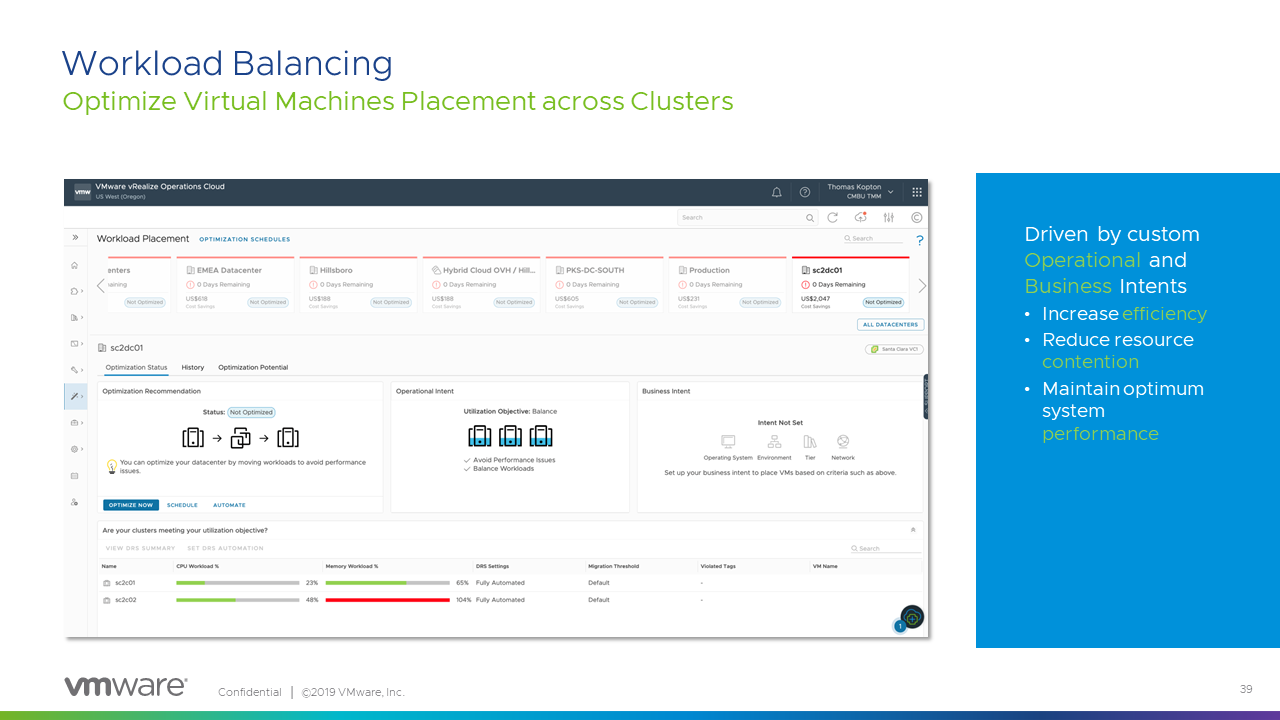 Workload Balancing
Optimize Virtual Machines Placement across Clusters
vmw
VMware vRealize Operations Cloud
US West (Oregon)
Thomas Kopton
CMBU TMM
Search
Workload Placement
OPTIMIZATION SCHEDULES
Search
?
enters
EMEA Datacenter
Hillsboro
Hybrid Cloud OVH / Hill...
PKS-DC-SOUTH
Production
sc2dc01
aining
0 Days Remaining
0 Days Remaining
0 Days Remaining
0 Days Remaining
0 Days Remaining
0 Days Remaining
Not Optimized
US$618
Cost Savings
Not Optimized
US$188
Cost Savings
Not Optimized
US$188
Cost Savings
Not Optimized
US$605
Cost Savings
Not Optimized
US$231
Cost Savings
Not Optimized
US$2,047
Cost Savings
Not Optimized
ALL DATACENTERS
sc2dc01
Santa Clara VC1
Optimization Status
History
Optimization Potential
Optimization Recommendation
Status: Not Optimized
You can optimize your datacenter by moving workloads to avoid performance
issues.
OPTIMIZE NOW
SCHEDULE
AUTOMATE
Operational Intent
Utilization Objective: Balance
Avoid Performance Issues
Balance Workloads
Business Intent
Intent Not Set
Operating System
Environment
Tier
Network
Set up your business intent to place VMs based on criteria such as above.
Are your clusters meeting your utilization objective?
VIEW DRS SUMMARY
SET DRS AUTOMATION
Search
Name
CPU Workload %
Memory Workload %
DRS Settings
Migration Threshold
Violated Tags
VM Name
sc2c01
23%
65%
Fully Automated
Default
-
sc2c02
48%
104%
Fully Automated
Default
-
1
Driven by custom
Operational and
Business Intents
• Increase efficiency
• Reduce resource
contention
• Maintain optimum
system
performance
vmware®
Confidential | ©2019 VMware, Inc.
39